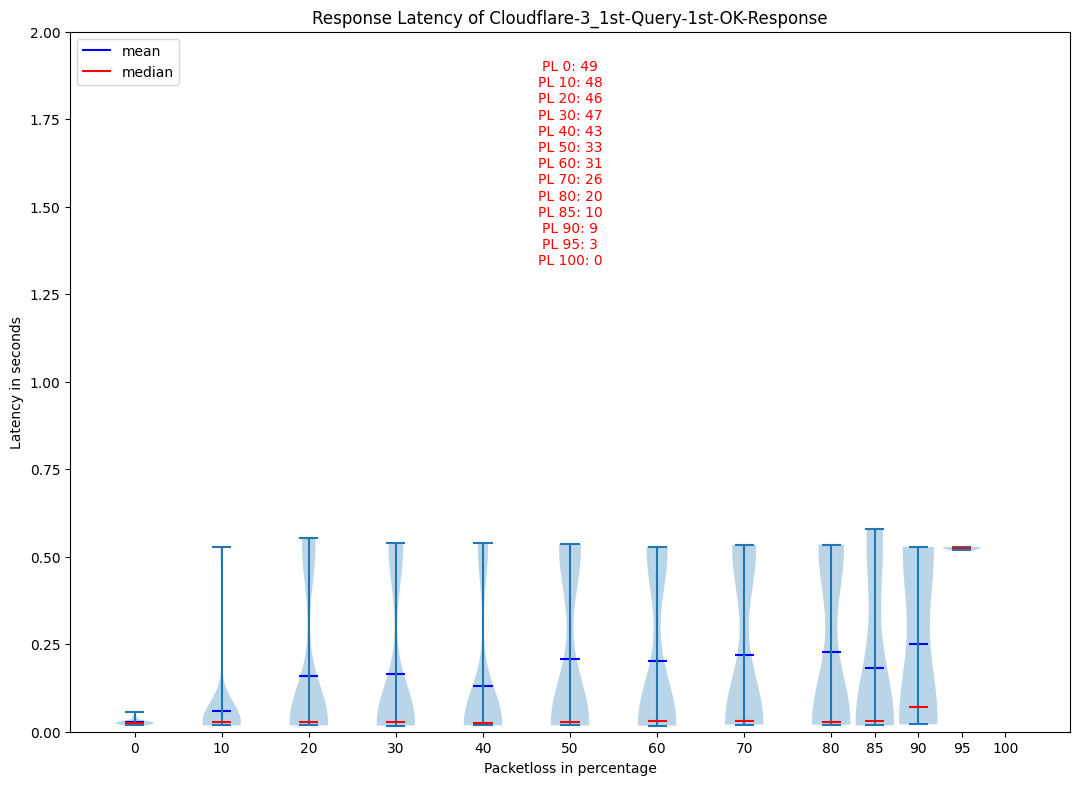 Response Latency of Cloudflare-3_1st-Query-1st-OK-Response
mean
median
PL 0: 49
PL 10: 48
PL 20: 46
PL 30: 47
PL 40: 43
PL 50: 33
PL 60: 31
PL 70: 26
PL 80: 20
PL 85: 10
PL 90: 9
PL 95: 3
PL 100: 0
Latency in seconds
2.00
1.75
1.50
1.25
1.00
0.75
0.50
0.25
0.00
0 10 20 30 40 50 60 70 80 85 90 95 100
Packetloss in percentage